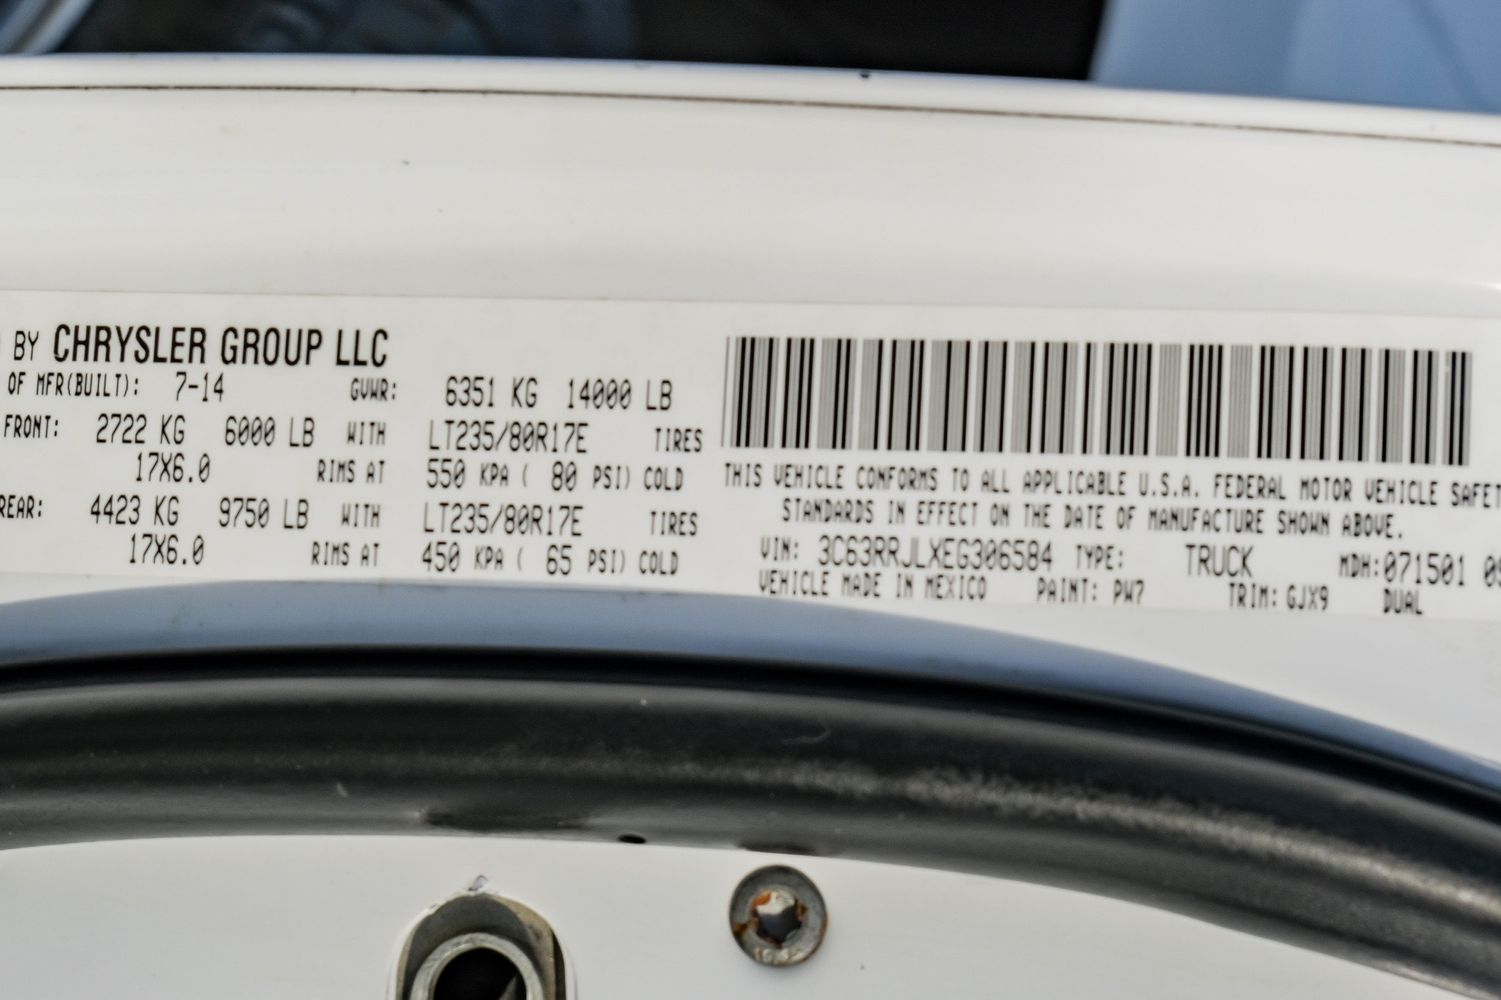 BY CHRYSLER GROUP LLC
OF MFR(BUILT): 7-14 GVWR: 6351 KG 14000 LB
FRONT: 2722 KG 6000 LB WITH LT235/80R17E TIRES
17X6.0 RIMS AT 550 KPA ( 80 PSI) COLD
REAR: 4423 KG 9750 LB WITH LT235/80R17E TIRES
17X6.0 RIMS AT 450 KPA ( 65 PSI) COLD
THIS VEHICLE CONFORMS TO ALL APPLICABLE U.S.A. FEDERAL MOTOR VEHICLE SAFET
STANDARDS IN EFFECT ON THE DATE OF MANUFACTURE SHOWN ABOVE.
VIN: 3C63RRJLXEG306584 TYPE: TRUCK MDH: 071501 09
VEHICLE MADE IN MEXICO PAINT: PW7 TRIM: GJX9 DUAL